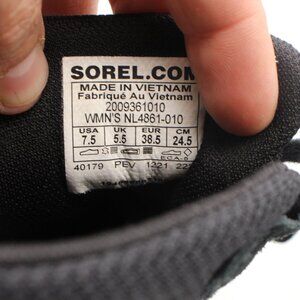 SOREL.COM
MADE IN VIETNAM
Fabriqué Au Vietnam
2009361010
WMN'S NL4861-010
USA UK EUR CM
7.5 5.5 38.5 24.5
40179 PEV 1221